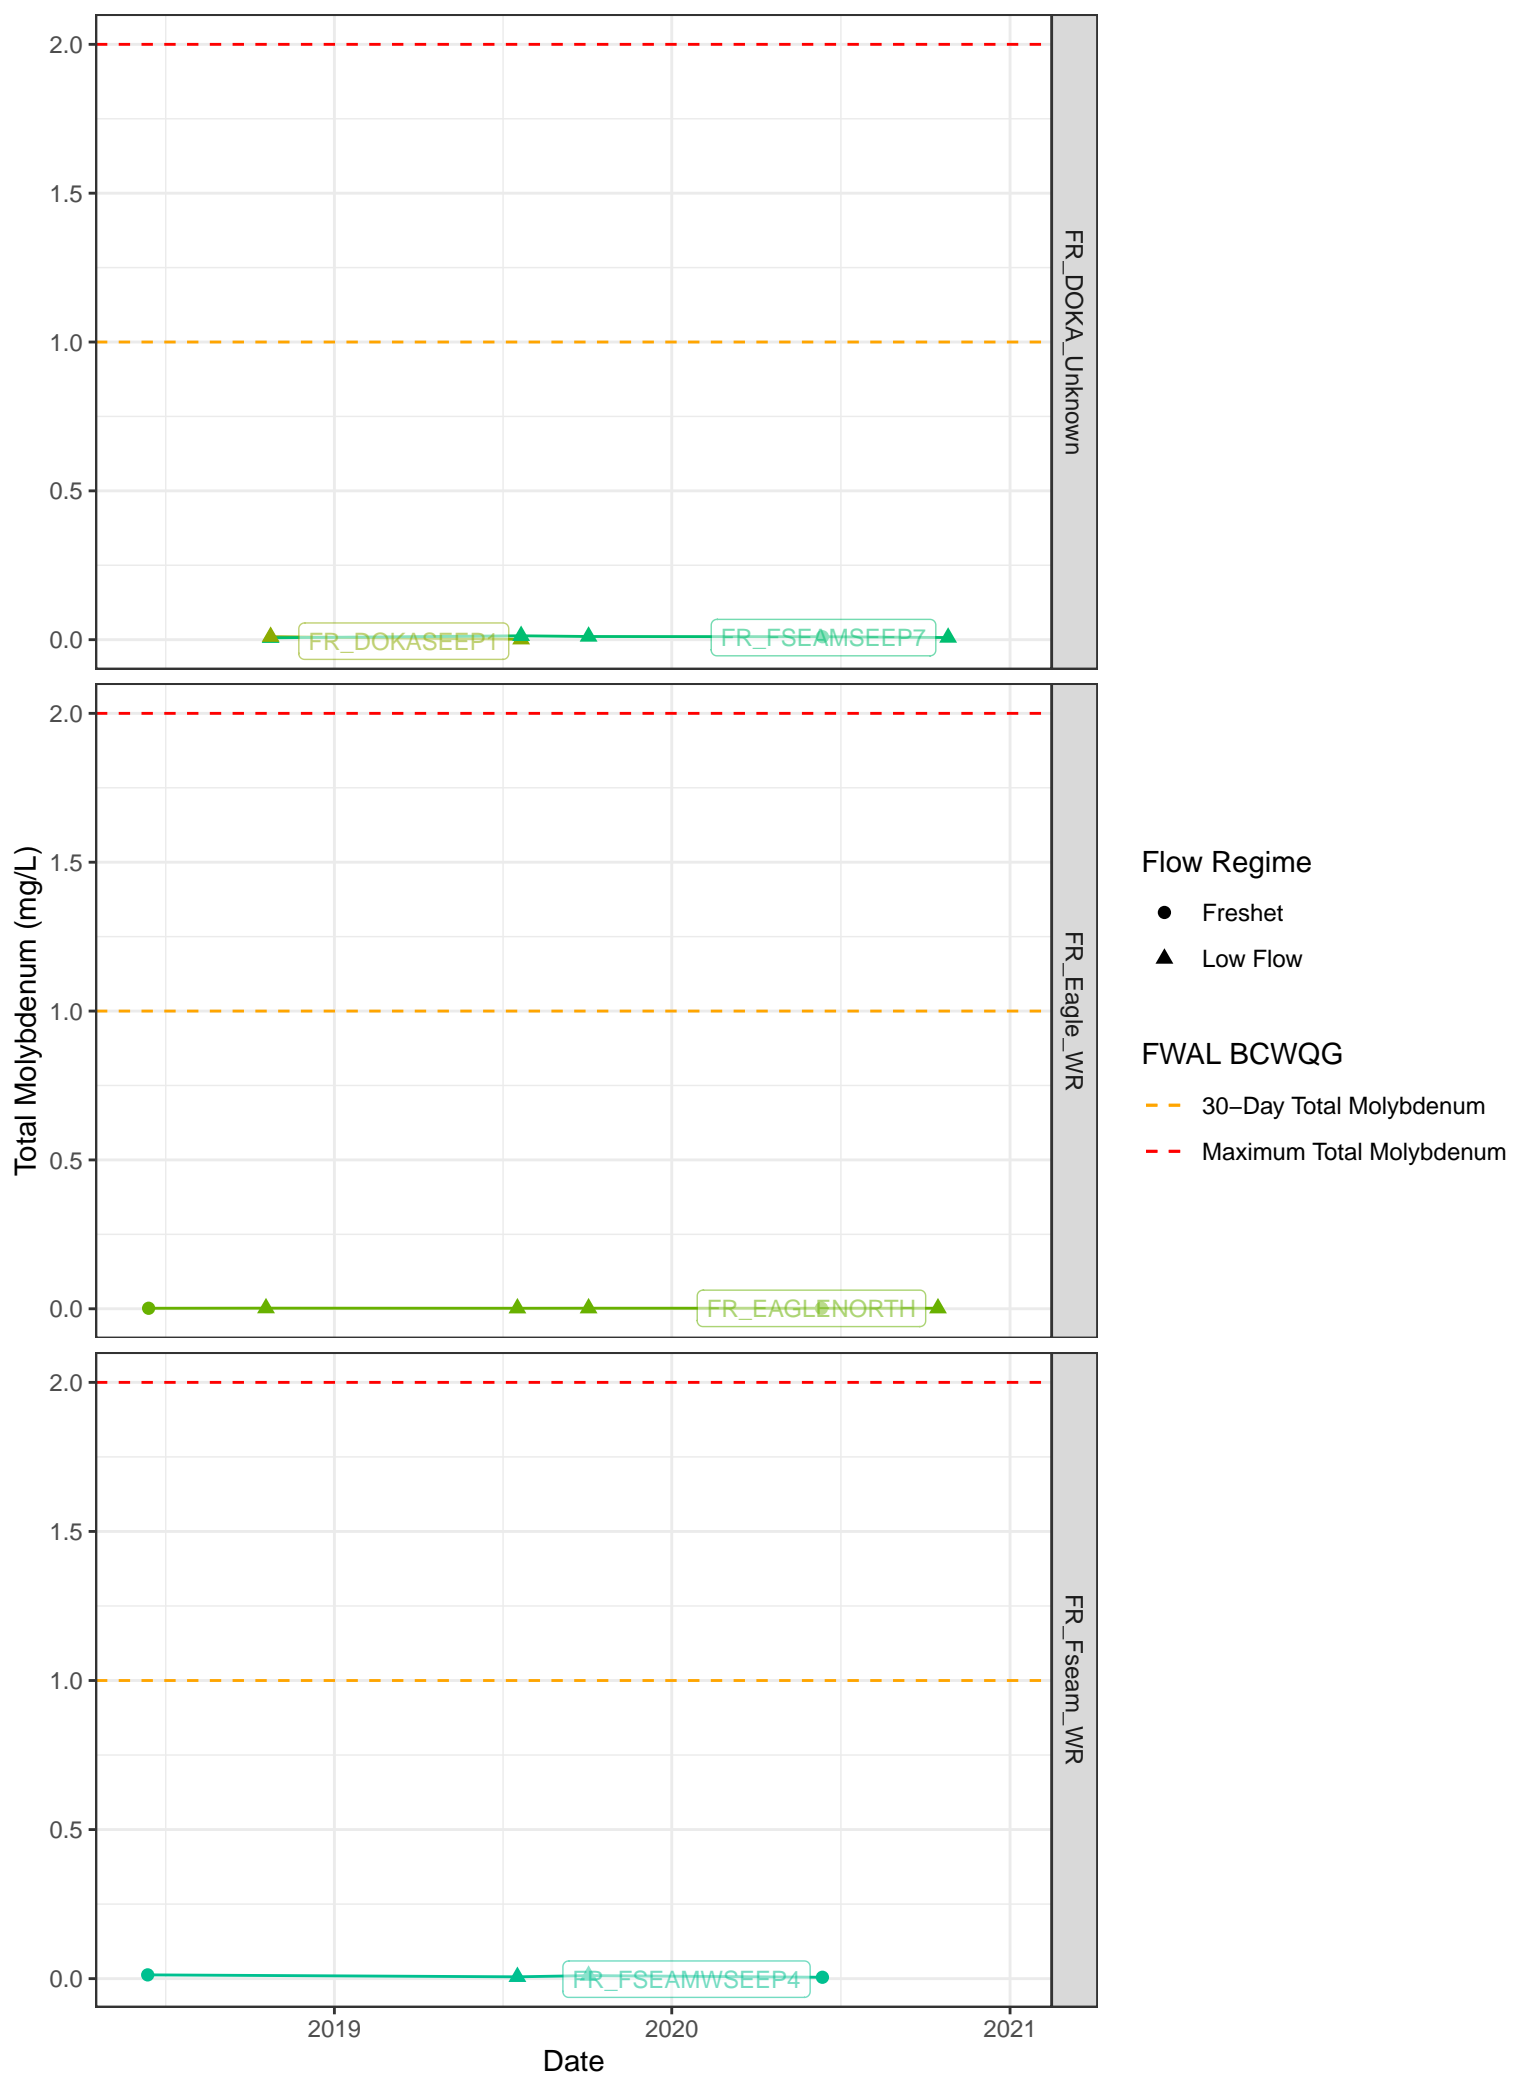 2.0
1.5
1.0
0.5
0.0
FR_DOKASEEP1
FR_FSEAMSEEP7
FR_DOKA_Unknown
2.0
1.5
1.0
0.5
0.0
FR_EAGLENORTH
FR_Eagle_WR
2.0
1.5
1.0
0.5
0.0
FR_FSEAMWSEEP4
FR_Fseam_WR
2019
2020
2021
Date
Total Molybdenum (mg/L)
Flow Regime
Freshet
Low Flow
FWAL BCWQG
30−Day Total Molybdenum
Maximum Total Molybdenum